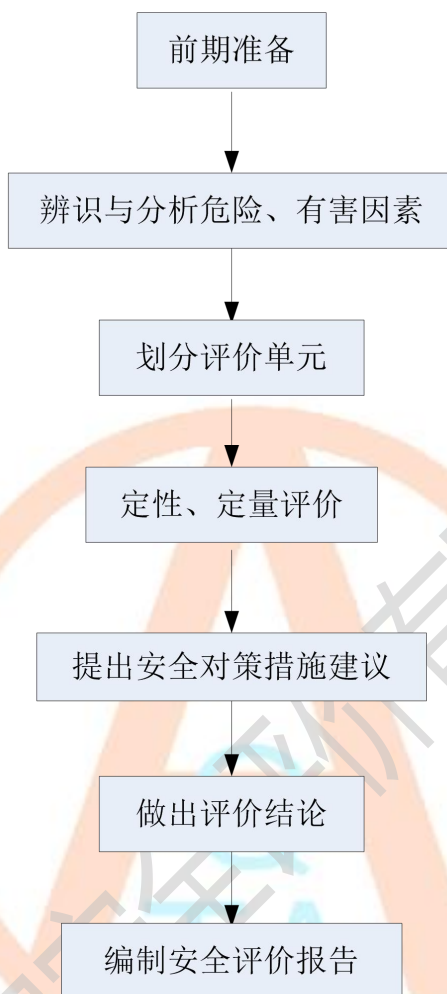 前期准备
辨识与分析危险、有害因素
划分评价单元
定性、定量评价
提出安全对策措施建议
做出评价结论
编制安全评价报告